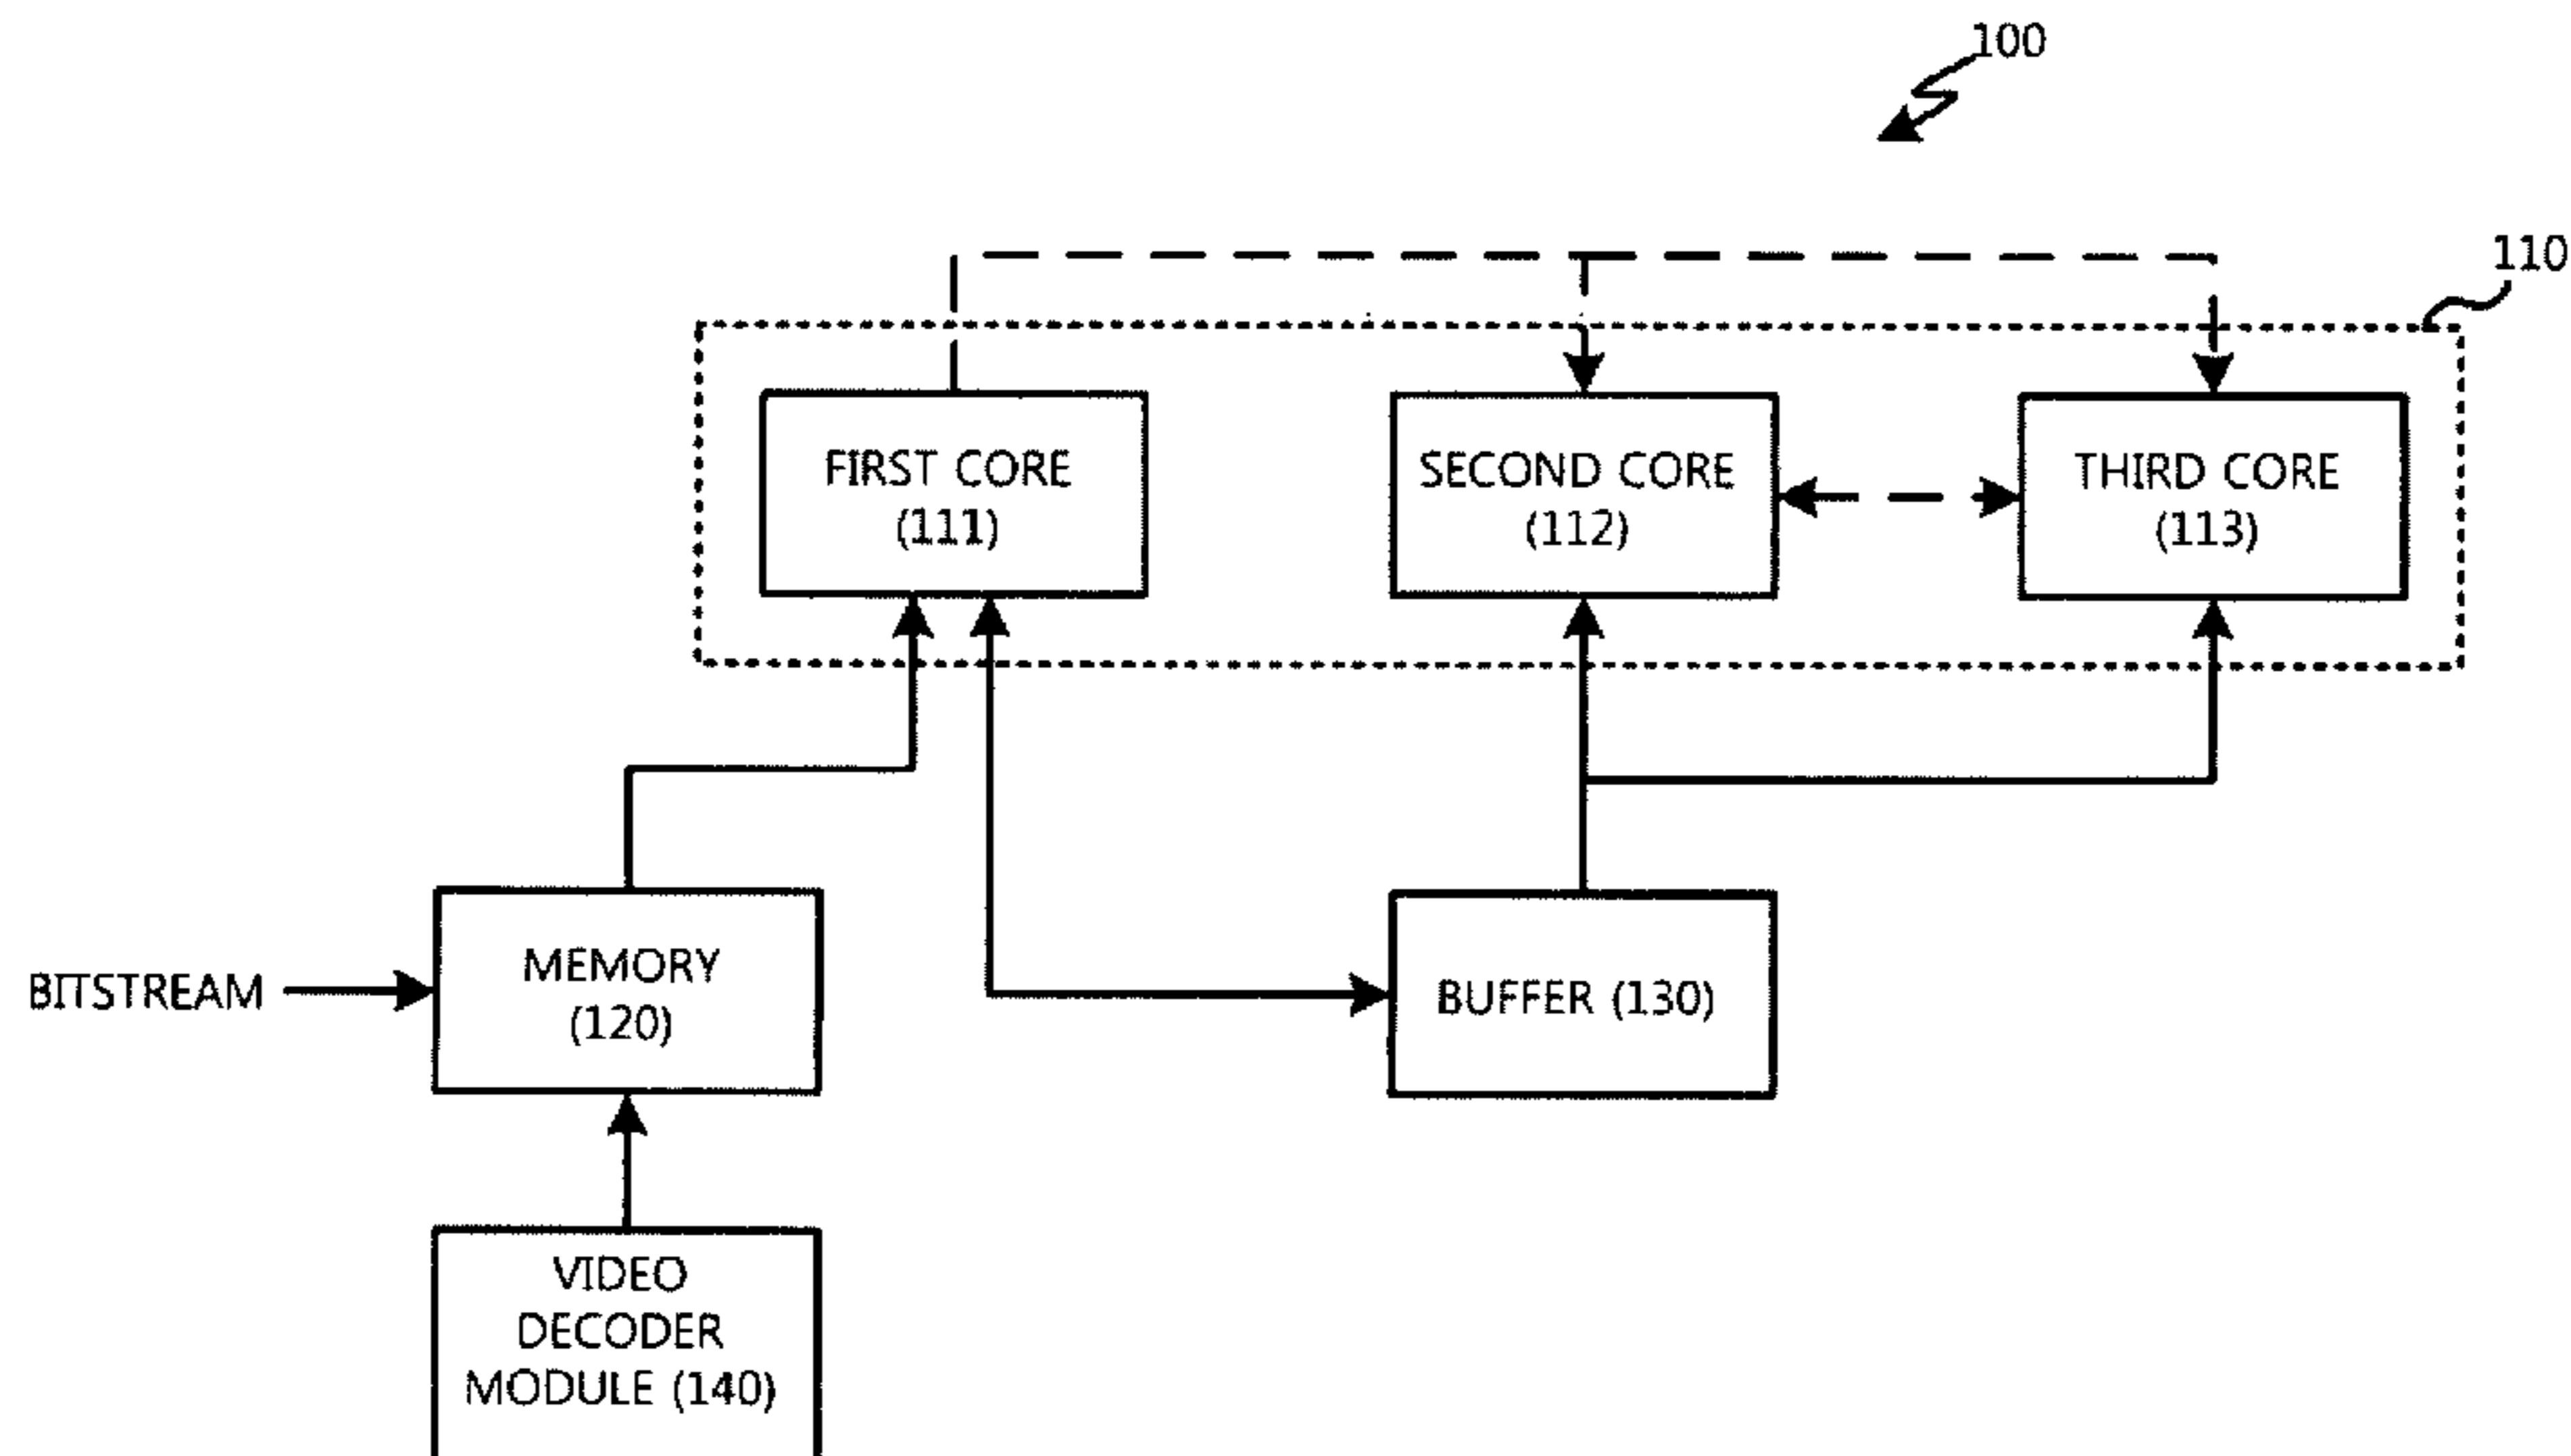 100
110
FIRST CORE
(111)
SECOND CORE
(112)
THIRD CORE
(113)
BITSTREAM
MEMORY
(120)
BUFFER (130)
VIDEO
DECODER
MODULE (140)